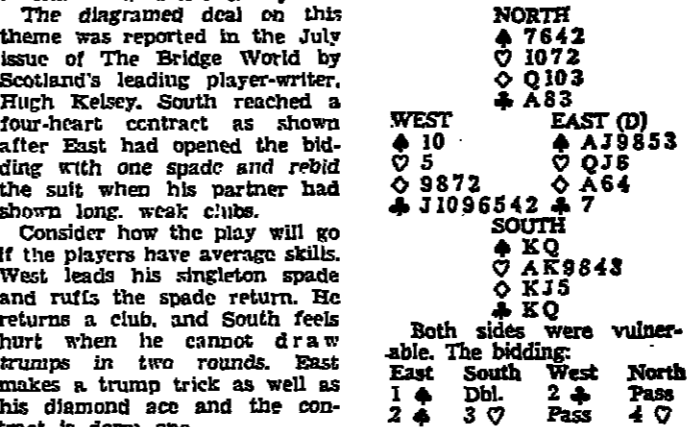 The diagramed deal on this
theme was reported in the July
issue of The Bridge World by
Scotland's leading player-writer,
Hugh Kelsey. South reached a
four-heart contract as shown
after East had opened the bid-
ding with one spade and rebid
the suit when his partner had
shown long, weak clubs.
Consider how the play will go
if the players have average skills.
West leads his singleton spade
and ruffs the spade return. He
returns a club, and South feels
hurt when he cannot draw
trumps in two rounds. East
makes a trump trick as well as
his diamond ace and the con-
NORTH
♠ 7642
♡ 1072
♢ Q103
♣ A83
WEST EAST (D)
♠ 10 ♠ AJ9853
♡ 5 ♡ QJ6
♢ 9872 ♢ A64
♣ J1096542 ♣ 7
SOUTH
♠ KQ
♡ AK9843
♢ KJ5
♣ KQ
Both sides were vulner-
able. The bidding:
East South West North
1 ♠ Dbl. 2 ♣ Pass
2 ♠ 3 ♡ Pass 4 ♡